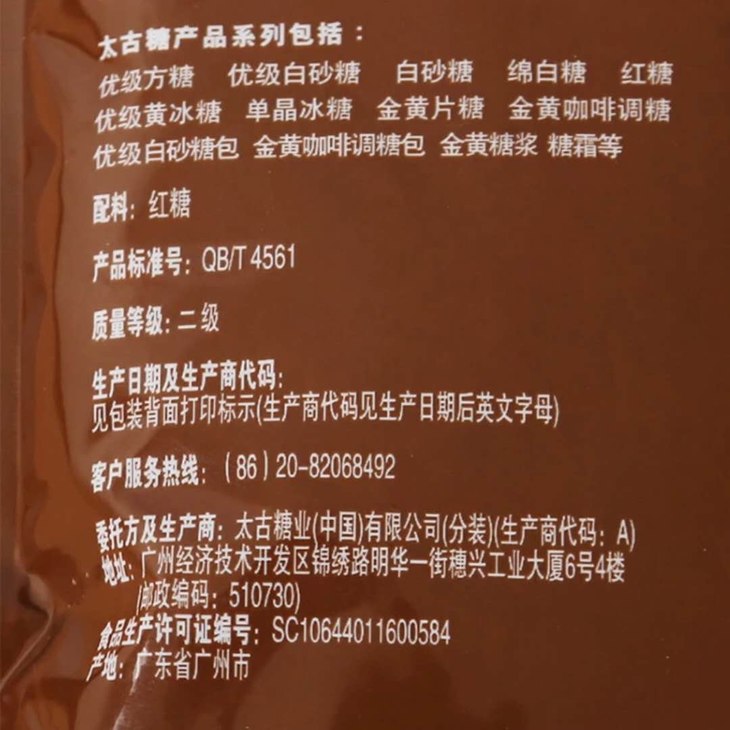 太古糖产品系列包括：
优级方糖 优级白砂糖 白砂糖 绵白糖 红糖
优级黄冰糖 单晶冰糖 金黄片糖 金黄咖啡调糖
优级白砂糖包 金黄咖啡调糖包 金黄糖浆 糖霜等
配料：红糖
产品标准号：QB/T 4561
质量等级：二级
生产日期及生产商代码：
见包装背面打印标示(生产商代码见生产日期后英文字母)
客户服务热线：(86)20-82068492
委托方及生产商：太古糖业(中国)有限公司(分装)(生产商代码：A)
地址：广州经济技术开发区锦绣路明华一街穗兴工业大厦6号4楼
(邮政编码：510730)
食品生产许可证编号：SC10644011600584
产地：广东省广州市